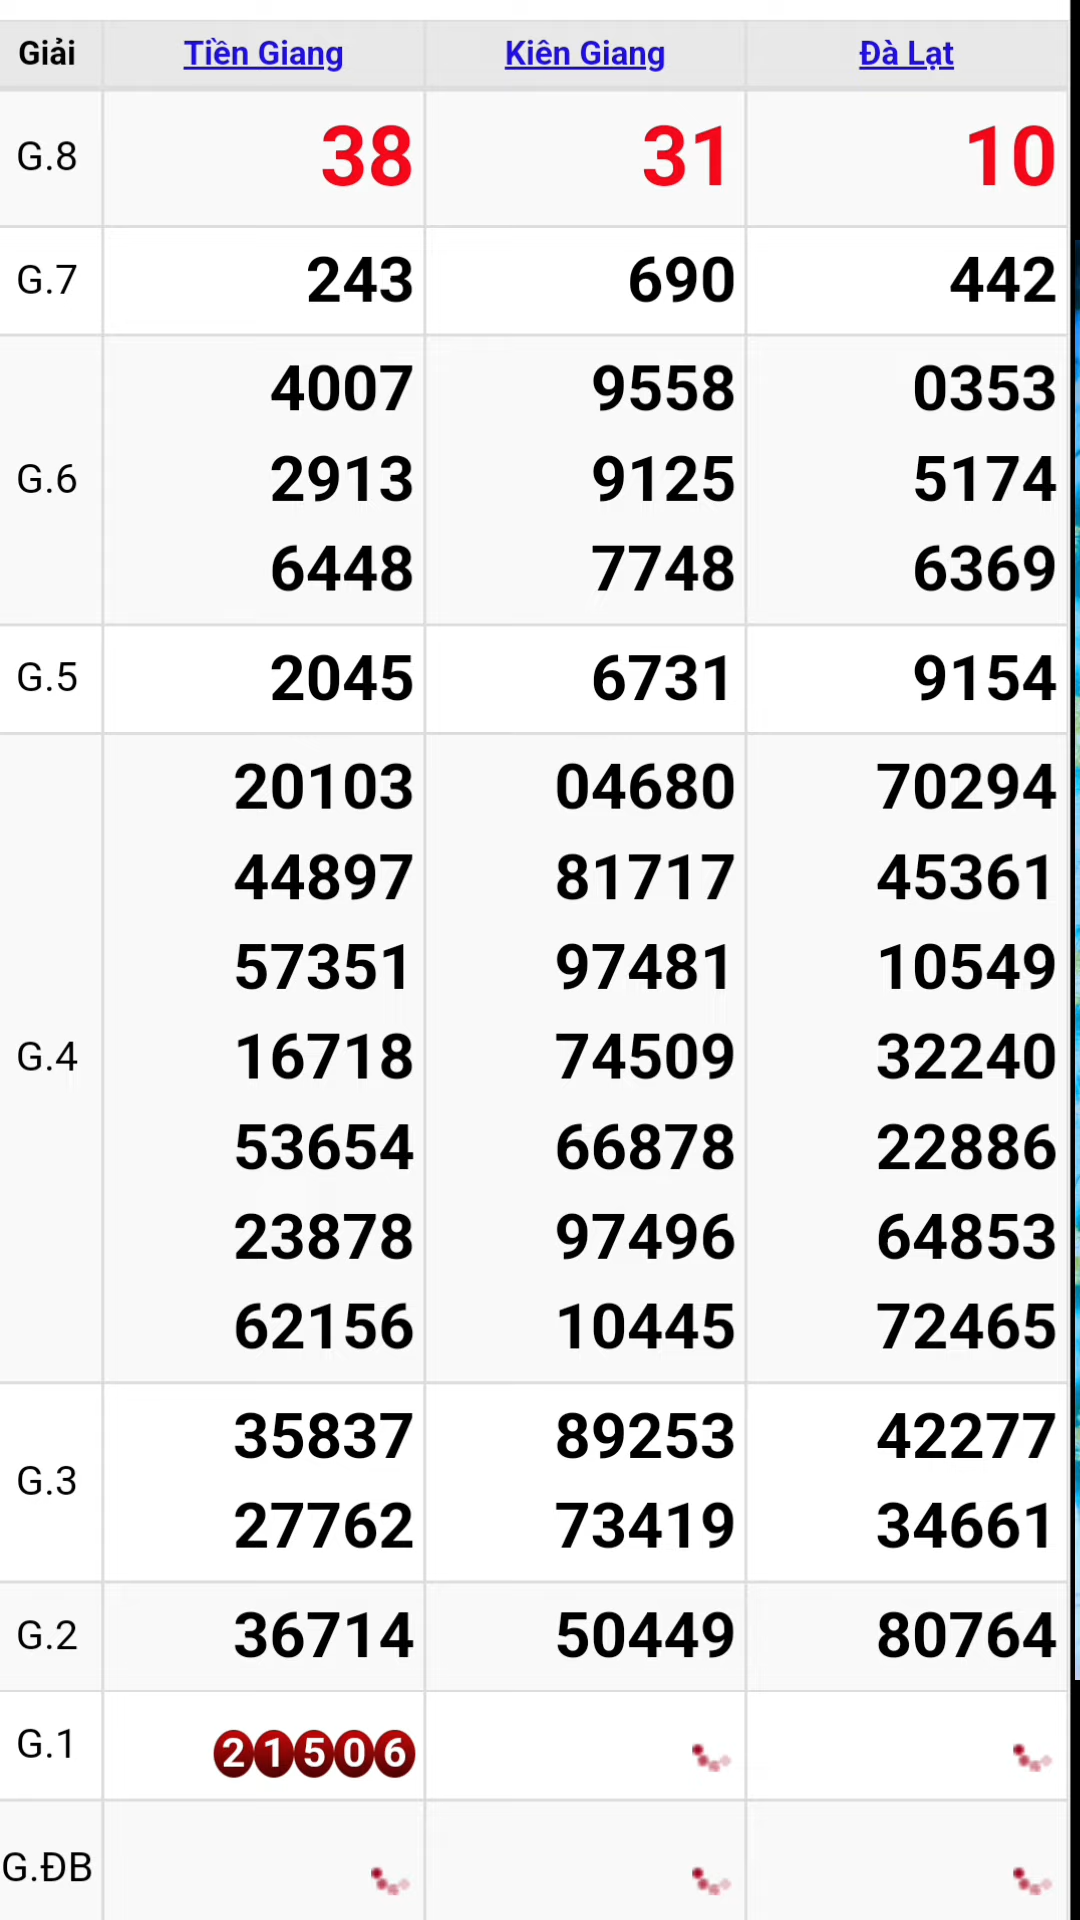 Giải Tiền Giang Kiên Giang Đà Lạt
G.8 38 31 10
G.7 243 690 442
4007 9558 0353
G.6 2913 9125 5174
6448 7748 6369
G.5 2045 6731 9154
20103 04680 70294
44897 81717 45361
57351 97481 10549
G.4 16718 74509 32240
53654 66878 22886
23878 97496 64853
62156 10445 72465
G.3 35837 89253 42277
27762 73419 34661
G.2 36714 50449 80764
G.1 21506
G.ĐB